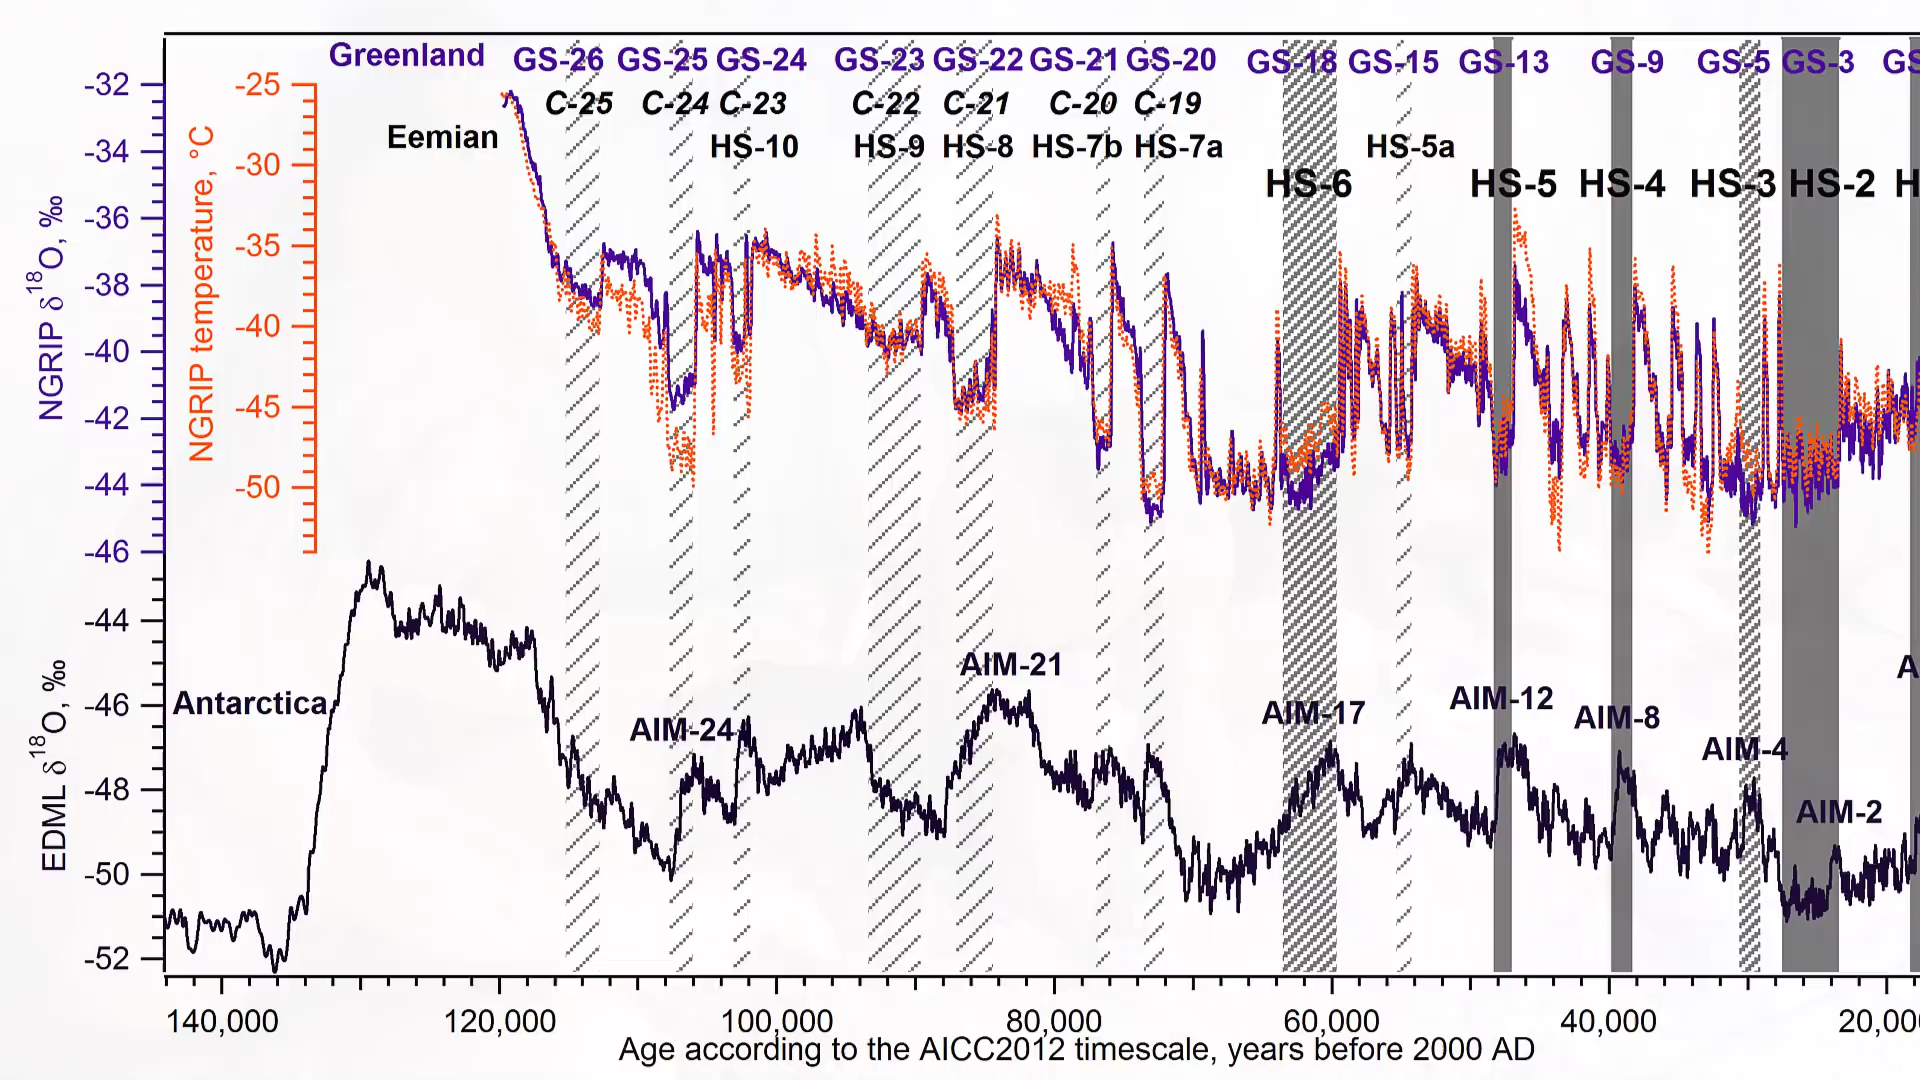 Greenland GS-26 GS-25 GS-24 GS-23 GS-22 GS-21 GS-20 GS-18 GS-15 GS-13 GS-9 GS-5 GS-3 GS
C-25 C-24 C-23 C-22 C-21 C-20 C-19
Eemian HS-10 HS-9 HS-8 HS-7b HS-7a HS-5a
HS-6 HS-5 HS-4 HS-3 HS-2 H
NGRIP δ18O, ‰
-32
-34
-36
-38
-40
-42
-44
-46
NGRIP temperature, °C
-25
-30
-35
-40
-45
-50
EDML δ18O, ‰
-44
-46
-48
-50
-52
Antarctica
AIM-24
AIM-21
AIM-17
AIM-12
AIM-8
AIM-4
AIM-2
A
140,000 120,000 100,000 80,000 60,000 40,000 20,00
Age according to the AICC2012 timescale, years before 2000 AD